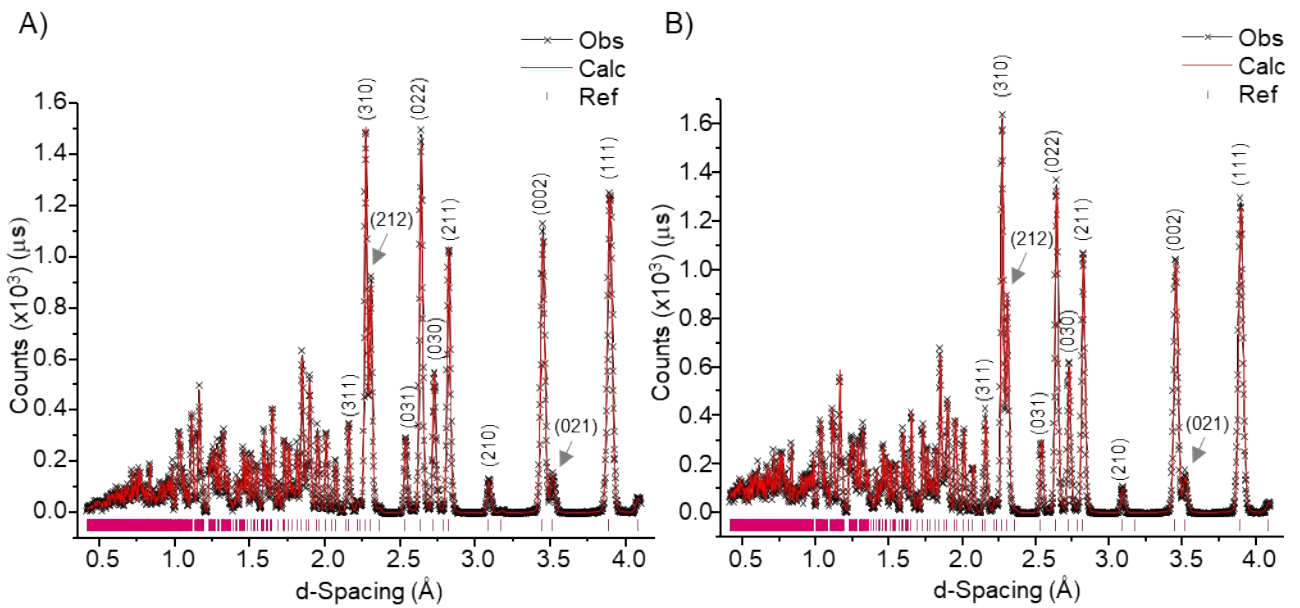 A)
Obs
Calc
Ref
1.6
1.4
1.2
1.0
0.8
0.6
0.4
0.2
0.0
Counts (x10³) (μs)
(311)
(310)
(212)
(031)
(022)
(030)
(211)
(210)
(002)
(021)
(111)
0.5 1.0 1.5 2.0 2.5 3.0 3.5 4.0
d-Spacing (Å)
B)
Obs
Calc
Ref
1.6
1.4
1.2
1.0
0.8
0.6
0.4
0.2
0.0
Counts (x10³) (μs)
(311)
(310)
(212)
(031)
(022)
(030)
(211)
(210)
(002)
(021)
(111)
0.5 1.0 1.5 2.0 2.5 3.0 3.5 4.0
d-Spacing (Å)